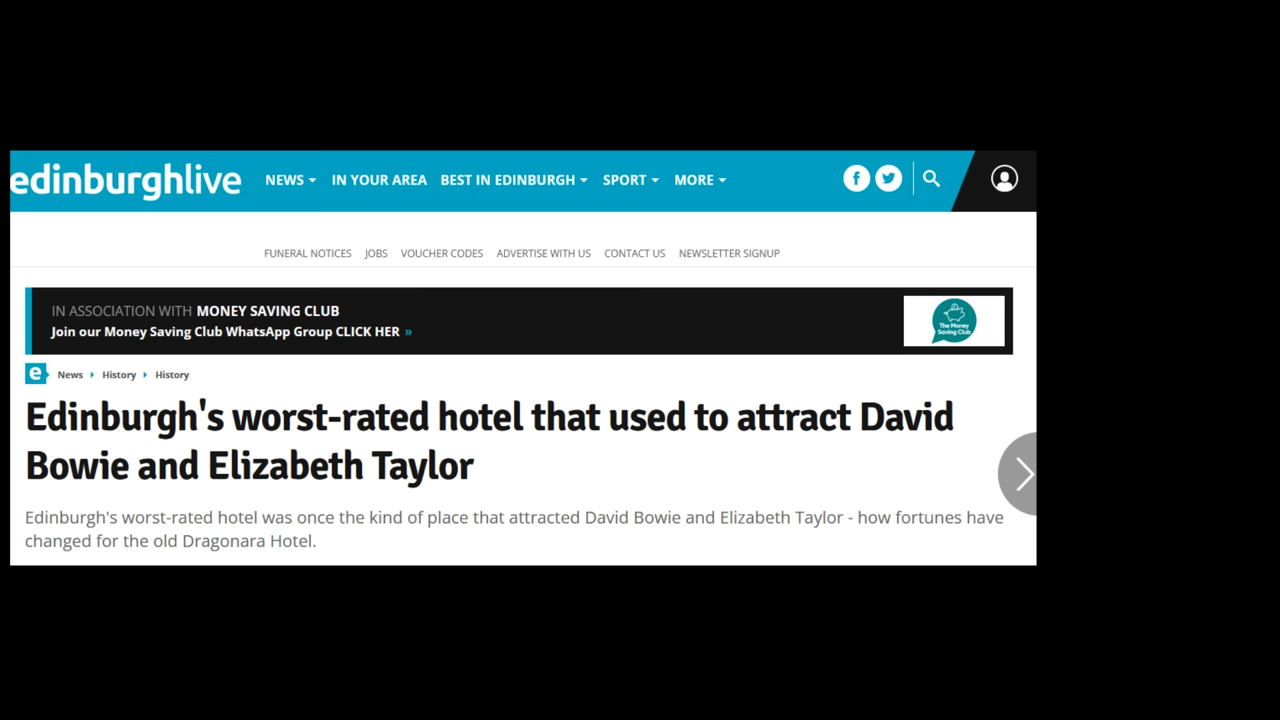 edinburghlive NEWS IN YOUR AREA BEST IN EDINBURGH SPORT MORE
FUNERAL NOTICES JOBS VOUCHER CODES ADVERTISE WITH US CONTACT US NEWSLETTER SIGNUP
IN ASSOCIATION WITH MONEY SAVING CLUB
Join our Money Saving Club WhatsApp Group CLICK HER »
The Money
Saving Club
e News History History
Edinburgh's worst-rated hotel that used to attract David
Bowie and Elizabeth Taylor
Edinburgh's worst-rated hotel was once the kind of place that attracted David Bowie and Elizabeth Taylor - how fortunes have
changed for the old Dragonara Hotel.